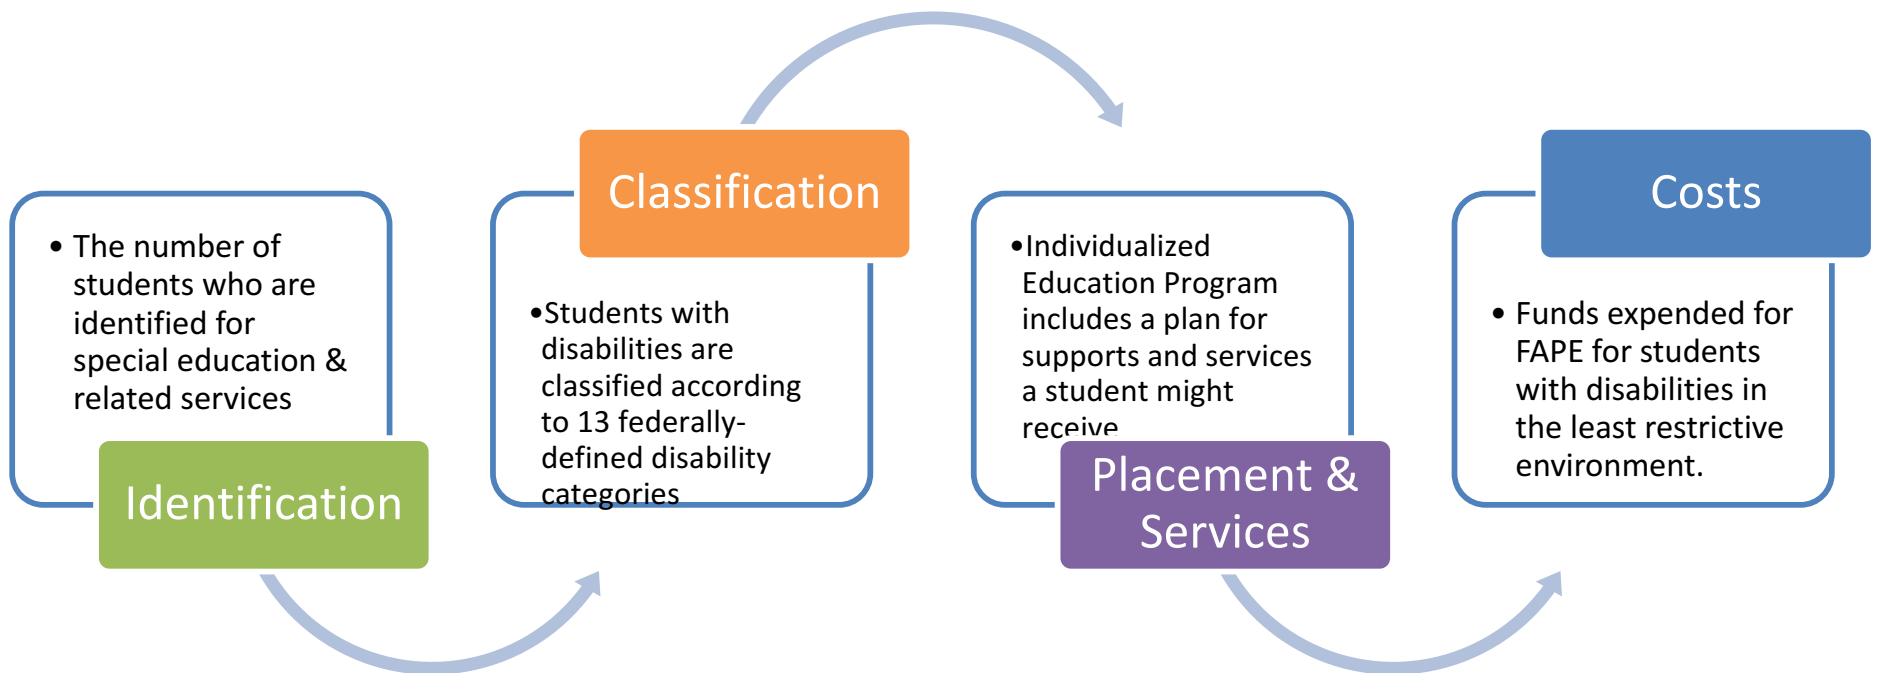 • The number of
students who are
identified for
special education &
related services
Identification
Classification
•Students with
disabilities are
classified according
to 13 federally-
defined disability
categories
•Individualized
Education Program
includes a plan for
supports and services
a student might
receive
Placement &
Services
Costs
• Funds expended for
FAPE for students
with disabilities in
the least restrictive
environment.